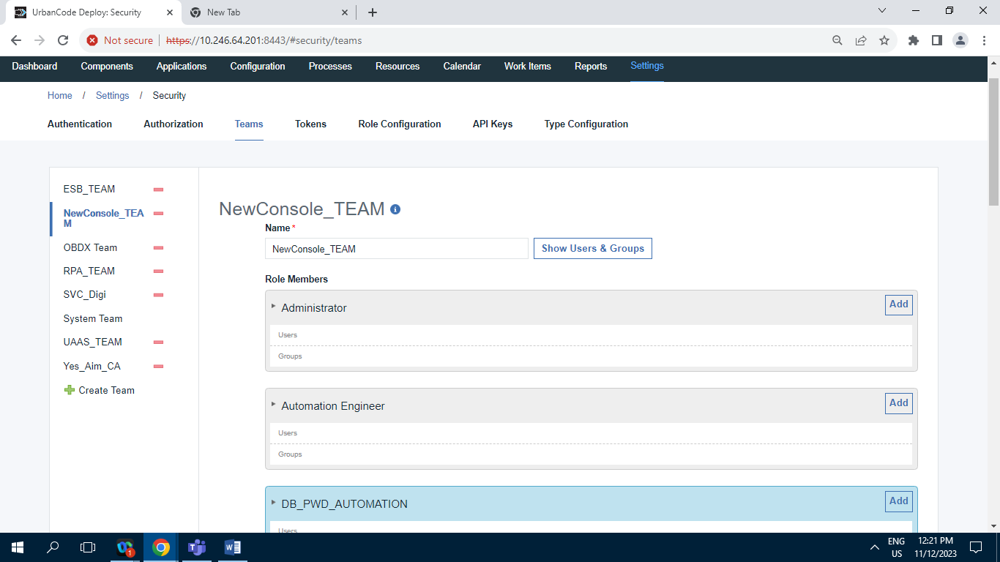 UrbanCode Deploy: Security
New Tab
Not secure
https://10.246.64.201:8443/#security/teams
Dashboard Components Applications Configuration Processes Resources Calendar Work Items Reports Settings
Home / Settings / Security
Authentication Authorization Teams Tokens Role Configuration API Keys Type Configuration
ESB_TEAM
NewConsole_TEA
M
OBDX Team
RPA_TEAM
SVC_Digi
System Team
UAAS_TEAM
Yes_Aim_CA
Create Team
NewConsole_TEAM
Name *
NewConsole_TEAM
Show Users & Groups
Role Members
Administrator
Add
Users
Groups
Automation Engineer
Add
Users
Groups
DB_PWD_AUTOMATION
Add
Users
1
ENG
US
12:21 PM
11/12/2023